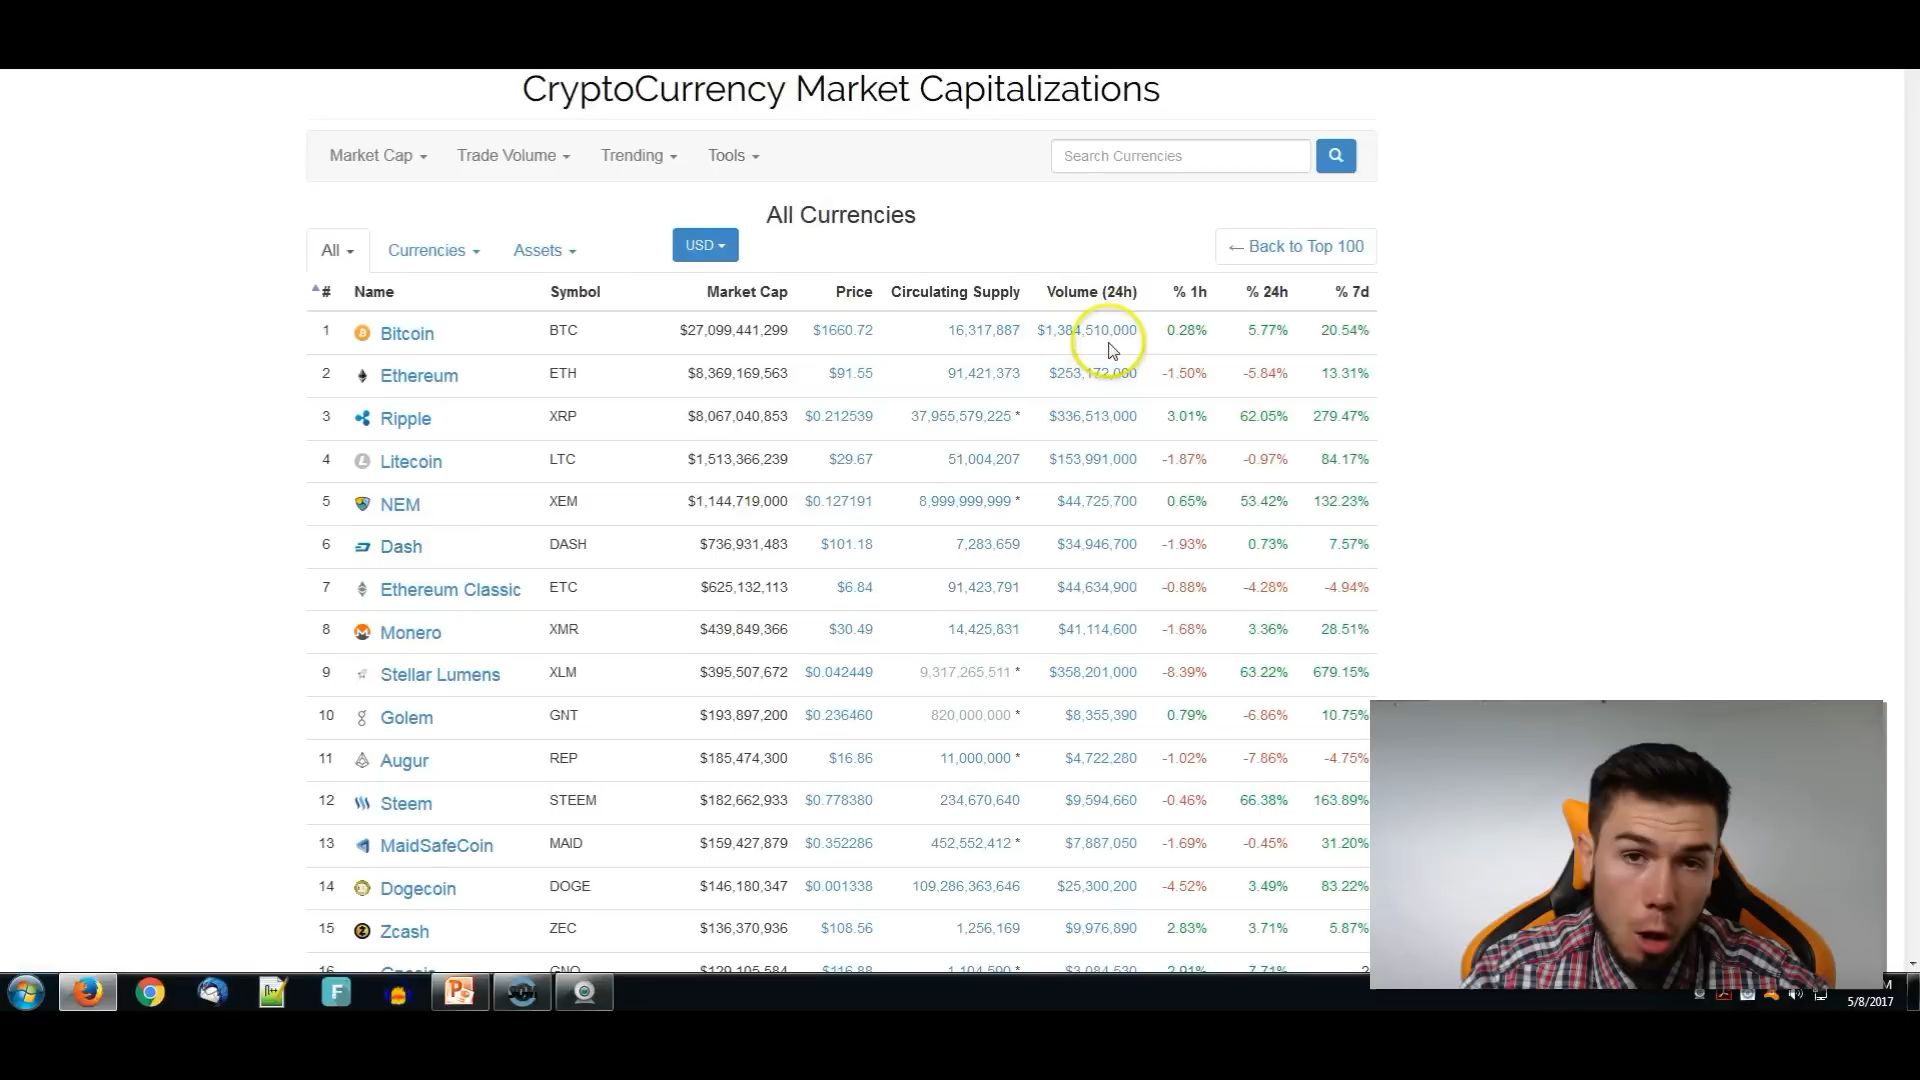 CryptoCurrency Market Capitalizations
Market Cap Trade Volume Trending Tools Search Currencies
All Currencies
All Currencies Assets USD ← Back to Top 100
# Name Symbol Market Cap Price Circulating Supply Volume (24h) % 1h % 24h % 7d
1 Bitcoin BTC $27,099,441,299 $1660.72 16,317,887 $1,384,510,000 0.28% 5.77% 20.54%
2 Ethereum ETH $8,369,169,563 $91.55 91,421,373 $253,172,000 -1.50% -5.84% 13.31%
3 Ripple XRP $8,067,040,853 $0.212539 37,955,579,225 * $336,513,000 3.01% 62.05% 279.47%
4 Litecoin LTC $1,513,366,239 $29.67 51,004,207 $153,991,000 -1.87% -0.97% 84.17%
5 NEM XEM $1,144,719,000 $0.127191 8,999,999,999 * $44,725,700 0.65% 53.42% 132.23%
6 Dash DASH $736,931,483 $101.18 7,283,659 $34,946,700 -1.93% 0.73% 7.57%
7 Ethereum Classic ETC $625,132,113 $6.84 91,423,791 $44,634,900 -0.88% -4.28% -4.94%
8 Monero XMR $439,849,366 $30.49 14,425,831 $41,114,600 -1.68% 3.36% 28.51%
9 Stellar Lumens XLM $395,507,672 $0.042449 9,317,265,511 * $358,201,000 -8.39% 63.22% 679.15%
10 Golem GNT $193,897,200 $0.236460 820,000,000 * $8,355,390 0.79% -6.86% 10.75%
11 Augur REP $185,474,300 $16.86 11,000,000 * $4,722,280 -1.02% -7.86% -4.75%
12 Steem STEEM $182,662,933 $0.778380 234,670,640 $9,594,660 -0.46% 66.38% 163.89%
13 MaidSafeCoin MAID $159,427,879 $0.352286 452,552,412 * $7,887,050 -1.69% -0.45% 31.20%
14 Dogecoin DOGE $146,180,347 $0.001338 109,286,363,646 $25,300,200 -4.52% 3.49% 83.22%
15 Zcash ZEC $136,370,936 $108.56 1,256,169 $9,976,890 2.83% 3.71% 5.87%
5/8/2017